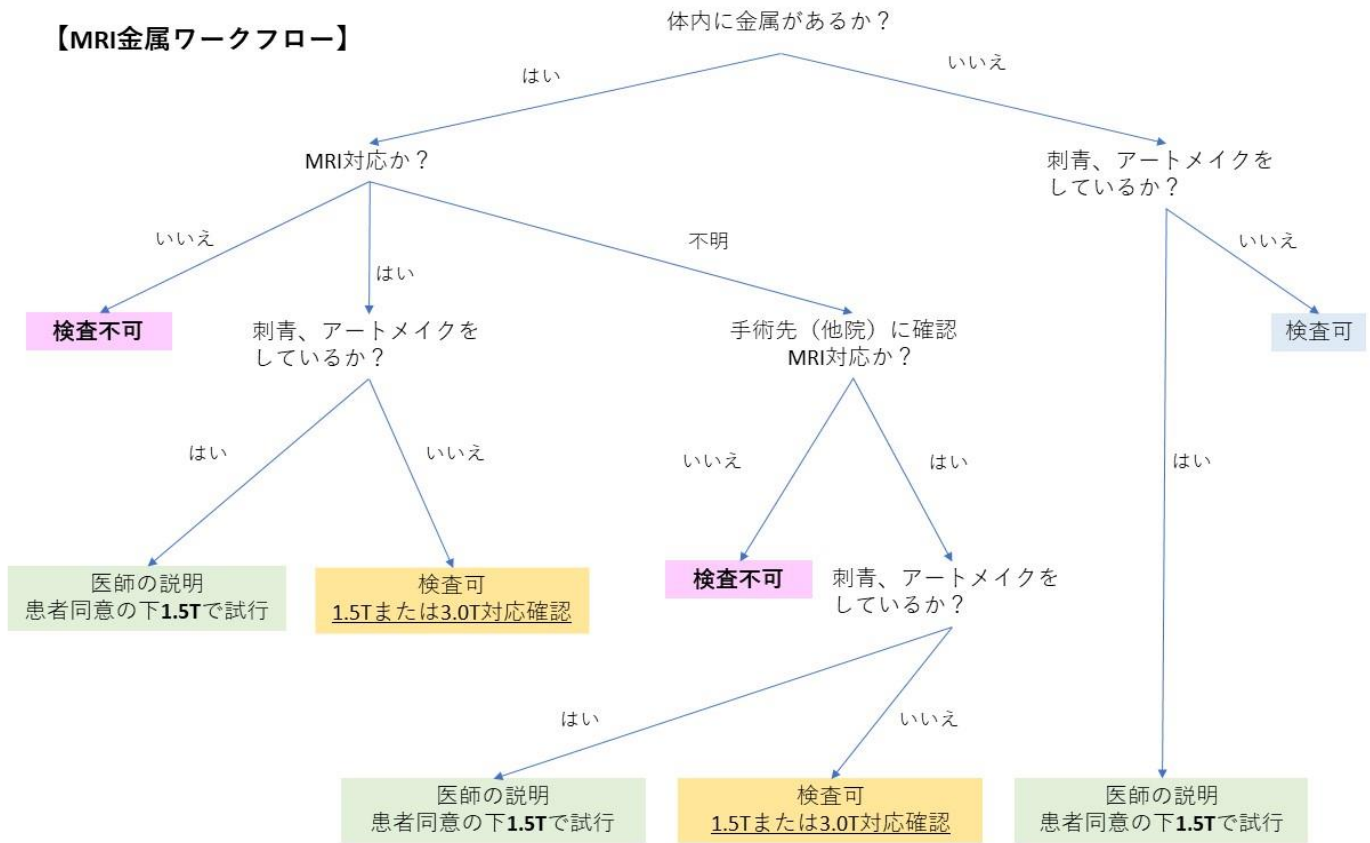 【MRI金属ワークフロー】
体内に金属があるか？
はい
いいえ
MRI対応か？
刺青、アートメイクを
しているか？
いいえ
はい
不明
いいえ
検査不可
刺青、アートメイクを
しているか？
手術先（他院）に確認
MRI対応か？
検査可
はい
いいえ
いいえ
はい
はい
医師の説明
患者同意の下1.5Tで試行
検査可
1.5Tまたは3.0T対応確認
検査不可
刺青、アートメイクを
しているか？
はい
いいえ
医師の説明
患者同意の下1.5Tで試行
検査可
1.5Tまたは3.0T対応確認
医師の説明
患者同意の下1.5Tで試行